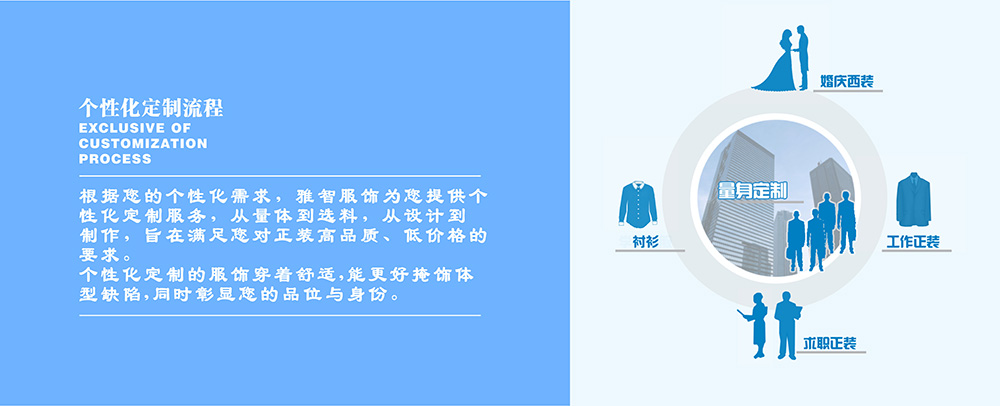 个性化定制流程
EXCLUSIVE OF
CUSTOMIZATION
PROCESS
根据您的个性化需求，雅智服饰为您提供个
性化定制服务，从量体到选料，从设计到
制作，旨在满足您对正装高品质、低价格的
要求。
个性化定制的服饰穿着舒适,能更好掩饰体
型缺陷,同时彰显您的品位与身份。
婚庆西装
量身定制
衬衫
工作正装
求职正装